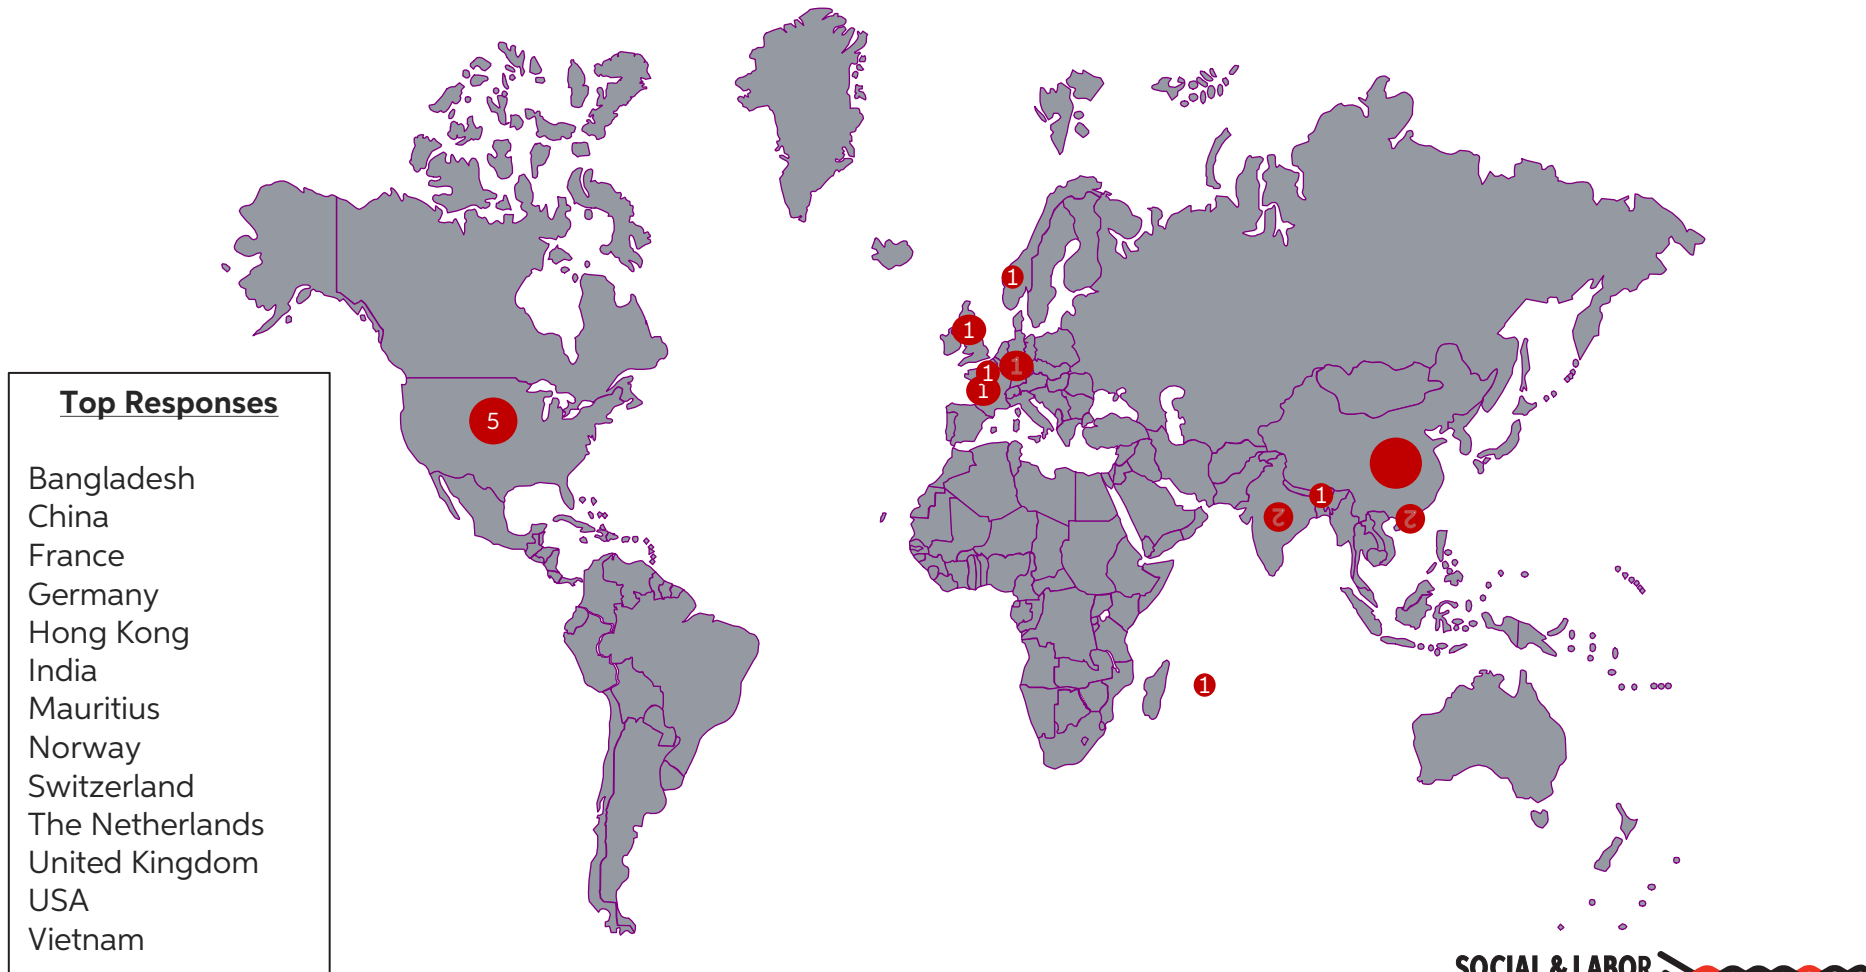 Top Responses
Bangladesh
China
France
Germany
Hong Kong
India
Mauritius
Norway
Switzerland
The Netherlands
United Kingdom
USA
Vietnam
1
1
1
1
1
5
1
2
2
1
SOCIAL & LABOR